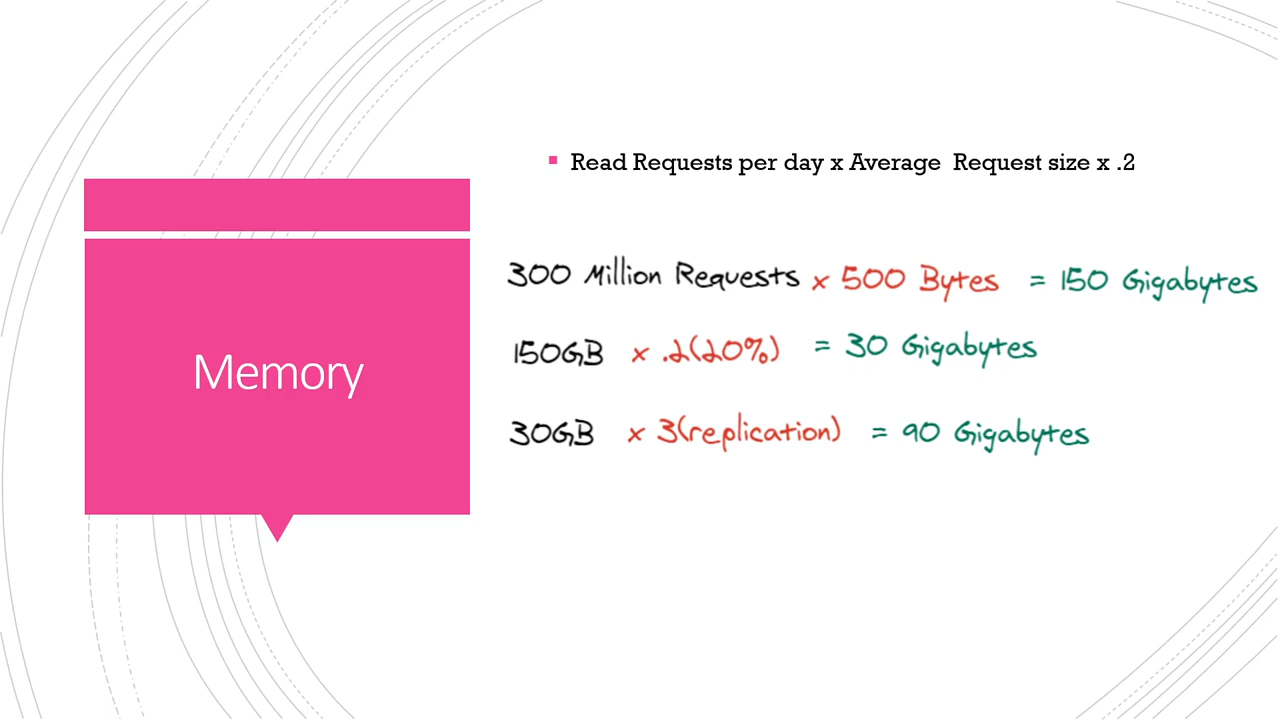 Read Requests per day x Average Request size x .2
300 Million Requests x 500 Bytes = 150 Gigabytes
150GB x .2(20%) = 30 Gigabytes
Memory
30GB x 3(replication) = 90 Gigabytes